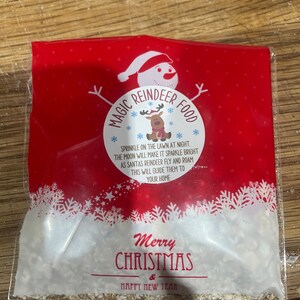 MAGIC REINDEER FOOD
SPRINKLE ON THE LAWN AT NIGHT
THE MOON WILL MAKE IT SPARKLE BRIGHT
AS SANTAS REINDEER FLY AND ROAM
THIS WILL GUIDE THEM TO
YOUR HOME
Merry
CHRISTMAS
&
HAPPY NEW YEAR